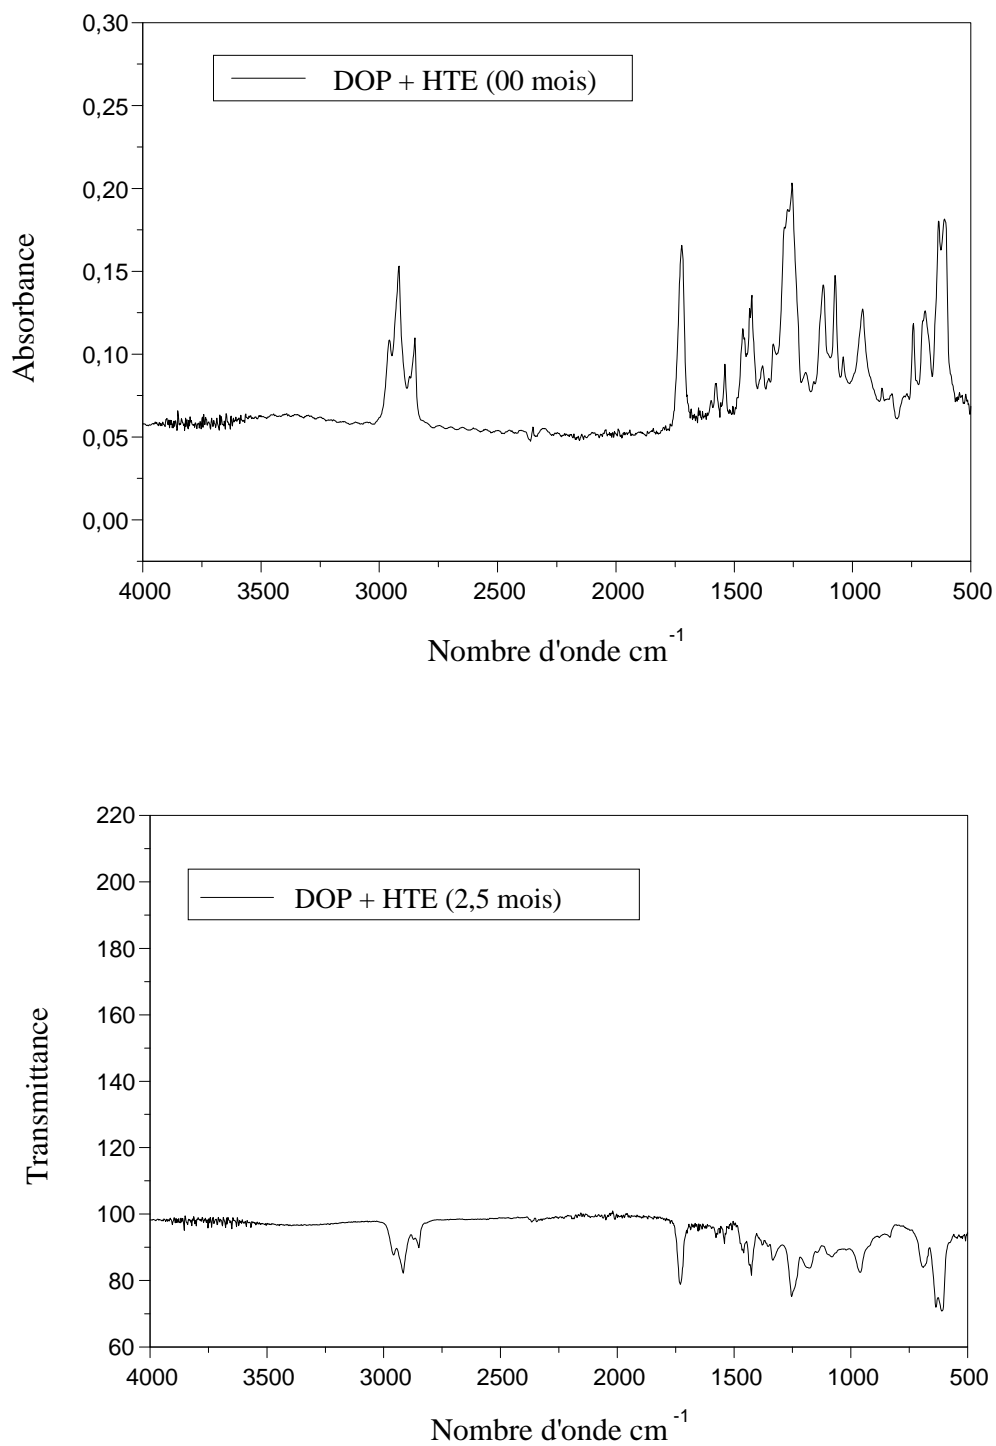 0,30
DOP + HTE (00 mois)
0,25
0,20
0,15
Absorbance
0,10
0,05
0,00
4000 3500 3000 2500 2000 1500 1000 500
Nombre d'onde cm-1
220
200
DOP + HTE (2,5 mois)
180
160
140
Transmittance
120
100
80
60
4000 3500 3000 2500 2000 1500 1000 500
Nombre d'onde cm-1